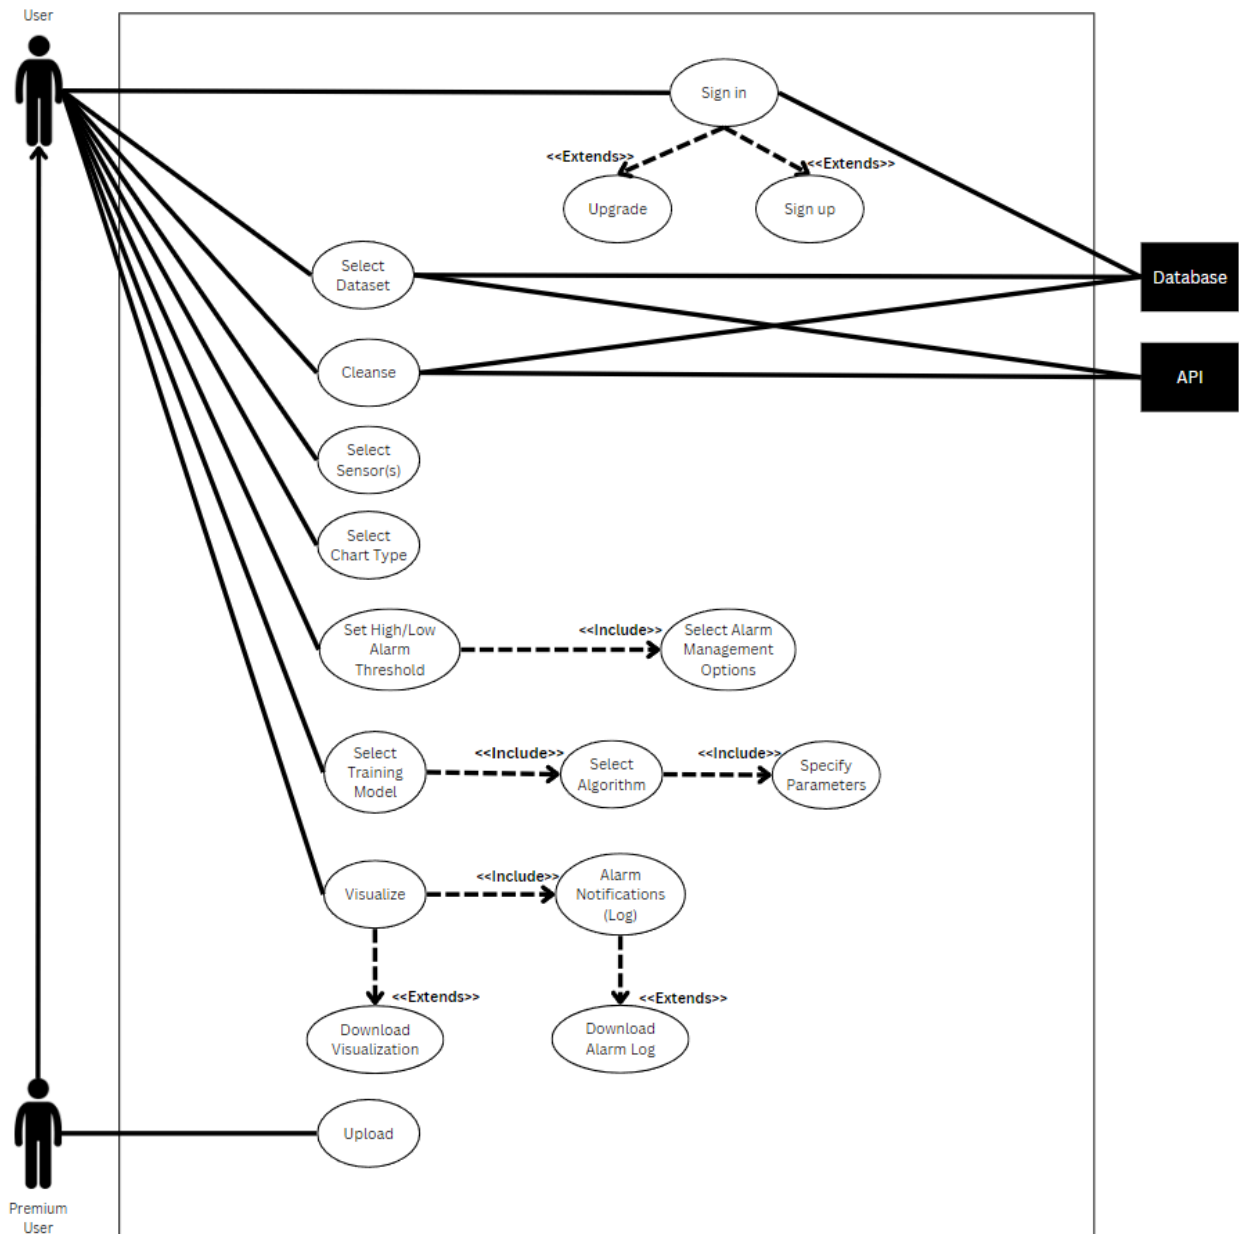 User
Sign in
<<Extends>>
<<Extends>>
Upgrade
Sign up
Select
Dataset
Database
Cleanse
API
Select
Sensor(s)
Select
Chart Type
Set High/Low
Alarm
Threshold
<<Include>>
Select Alarm
Management
Options
Select
Training
Model
<<Include>>
Select
Algorithm
<<Include>>
Specify
Parameters
Visualize
<<Include>>
Alarm
Notifications
(Log)
<<Extends>>
<<Extends>>
Download
Visualization
Download
Alarm Log
Upload
Premium
User